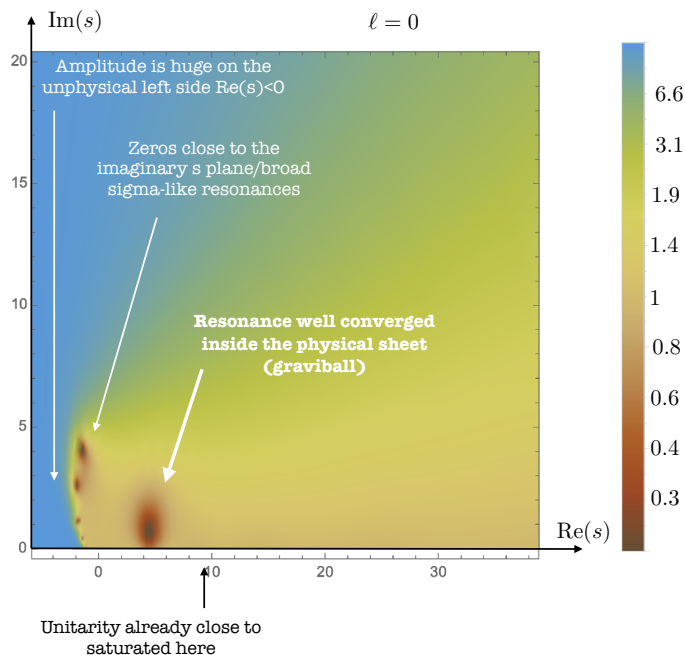 Im(s)
ℓ = 0
20
Amplitude is huge on the
unphysical left side Re(s)<0
Zeros close to the
imaginary s plane/broad
sigma-like resonances
15
10
Resonance well converged
inside the physical sheet
(graviball)
5
0
Re(s)
0
10
20
30
Unitarity already close to
saturated here
6.6
3.1
1.9
1.4
1
0.8
0.6
0.4
0.3